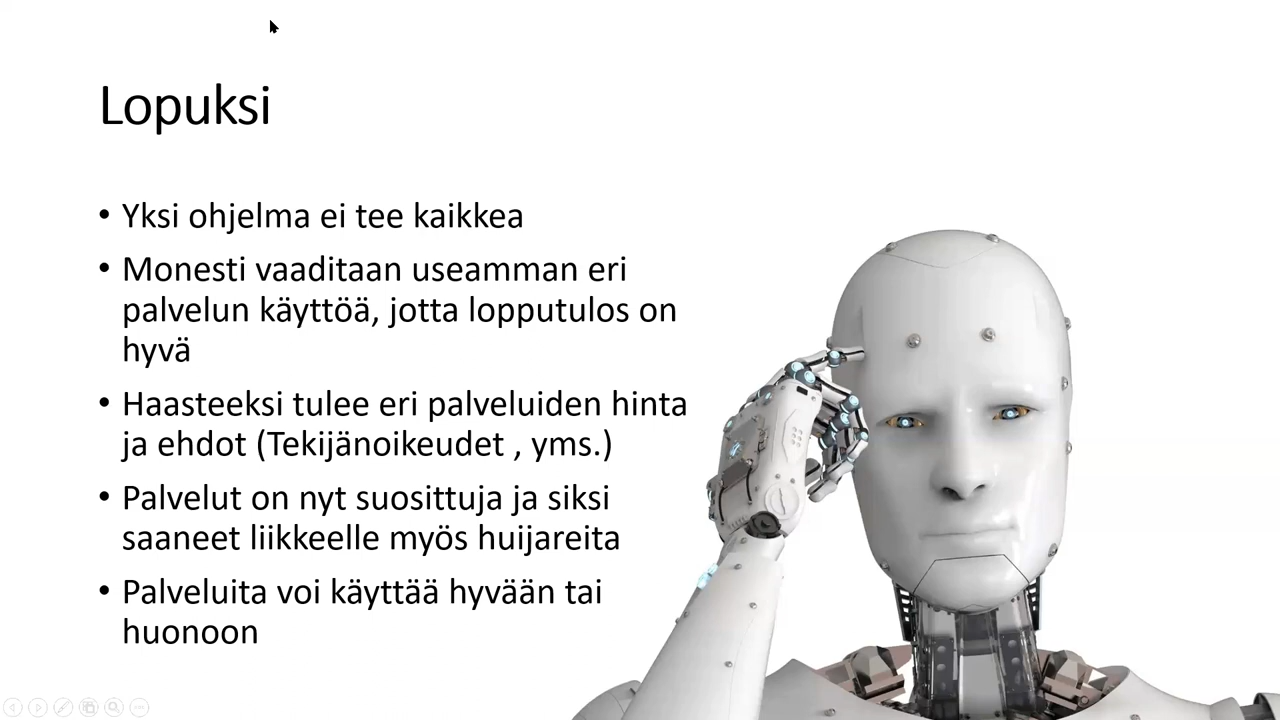 Lopuksi
• Yksi ohjelma ei tee kaikkea
• Monesti vaaditaan useamman eri
palvelun käyttöä, jotta lopputulos on
hyvä
• Haasteeksi tulee eri palveluiden hinta
ja ehdot (Tekijänoikeudet , yms.)
• Palvelut on nyt suosittuja ja siksi
saaneet liikkeelle myös huijareita
• Palveluita voi käyttää hyvään tai
huonoon